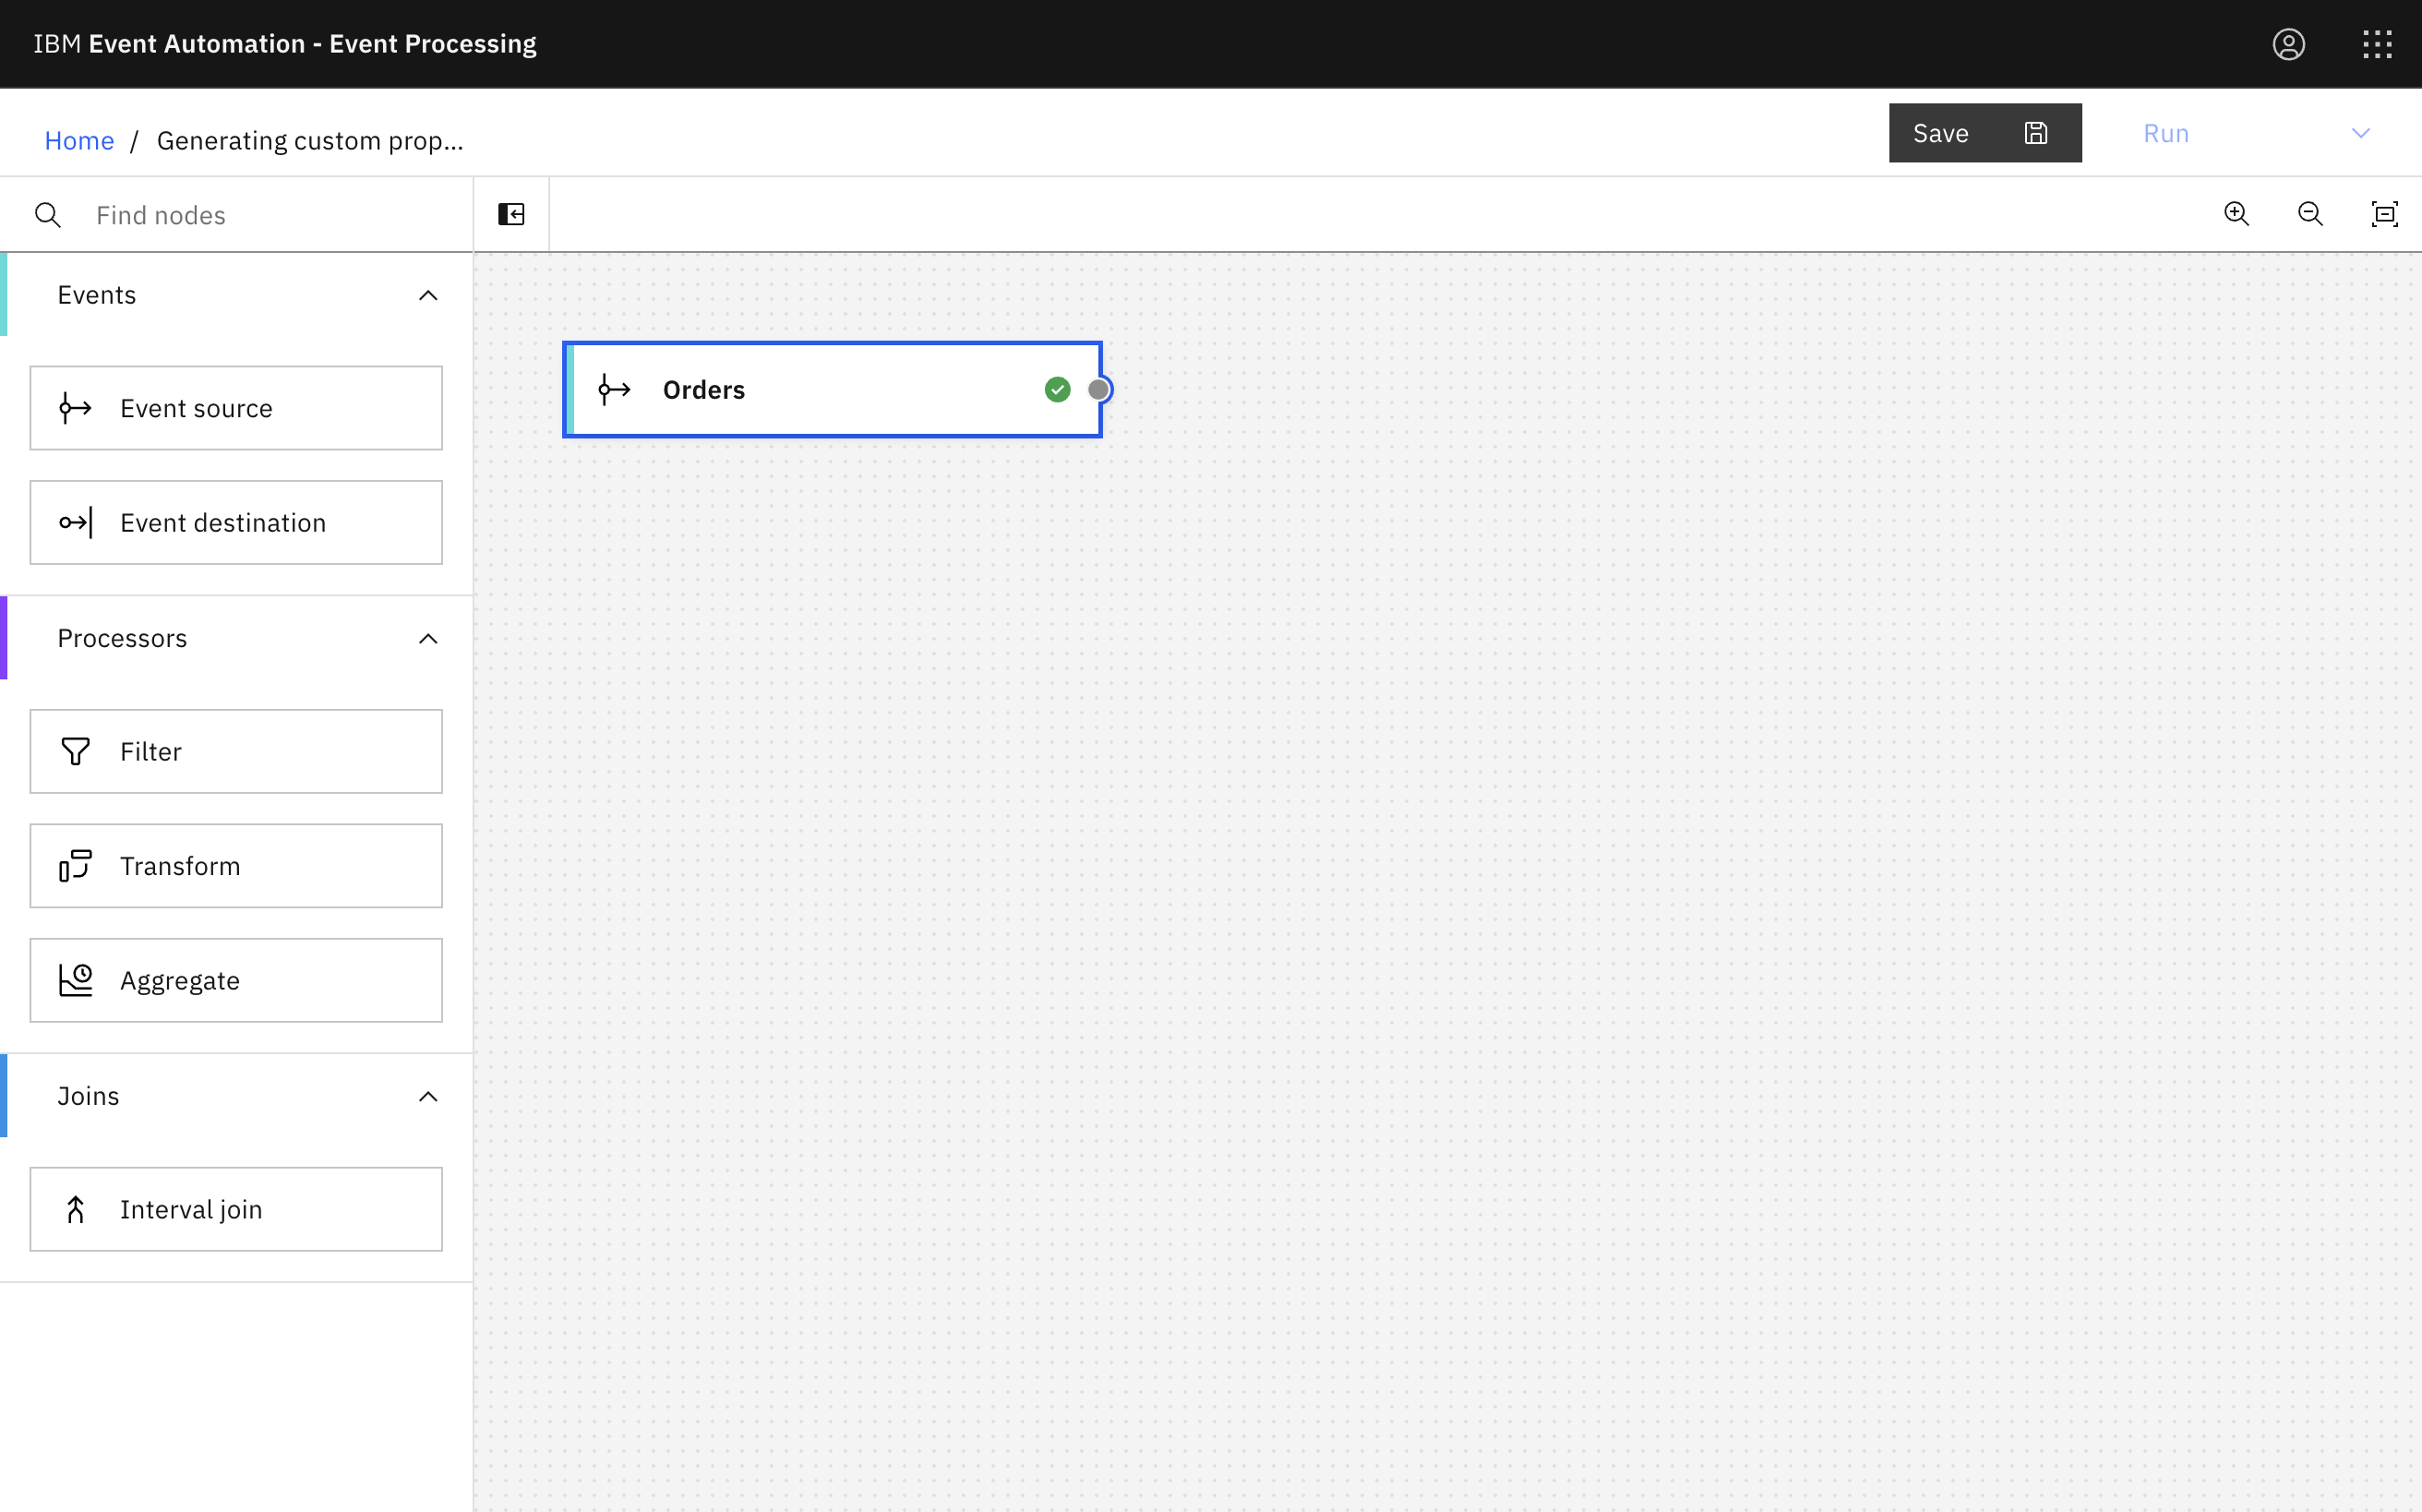 IBM Event Automation - Event Processing
Home / Generating custom prop...
Save
Run
Find nodes
Events
Event source
Event destination
Processors
Filter
Transform
Aggregate
Joins
Interval join
Orders